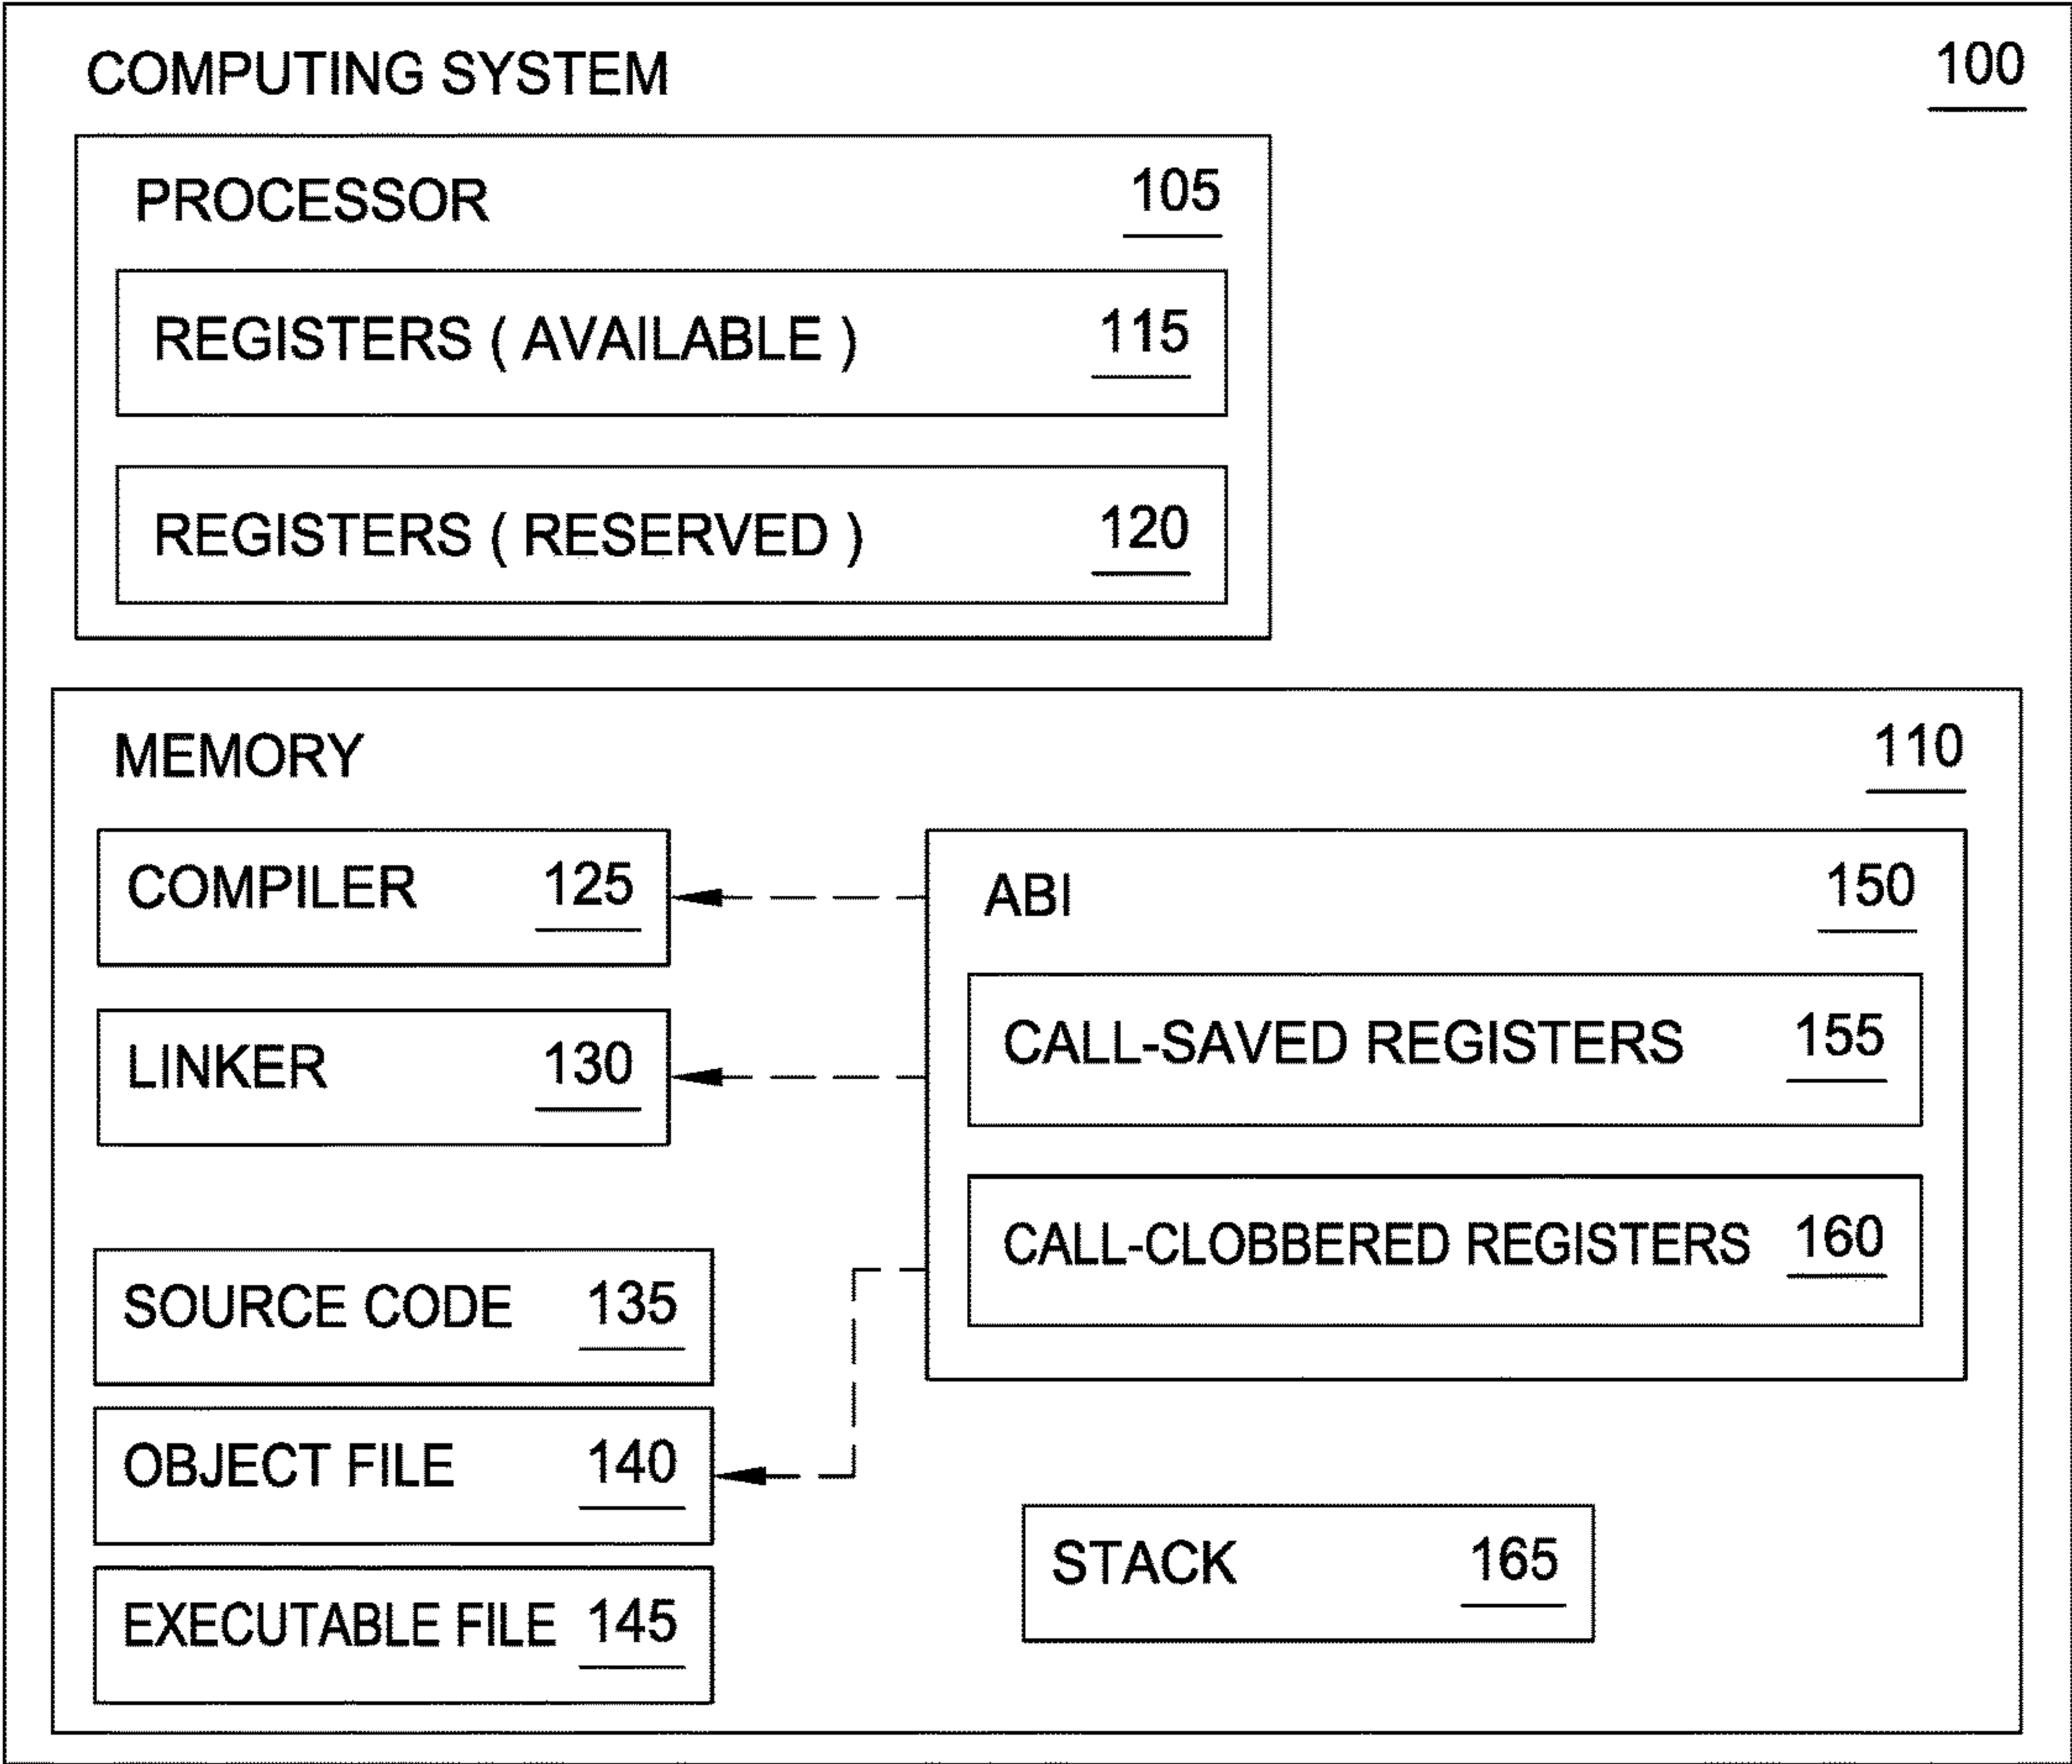 COMPUTING SYSTEM 100
PROCESSOR 105
REGISTERS ( AVAILABLE ) 115
REGISTERS ( RESERVED ) 120
MEMORY 110
COMPILER 125
LINKER 130
SOURCE CODE 135
OBJECT FILE 140
EXECUTABLE FILE 145
ABI 150
CALL-SAVED REGISTERS 155
CALL-CLOBBERED REGISTERS 160
STACK 165